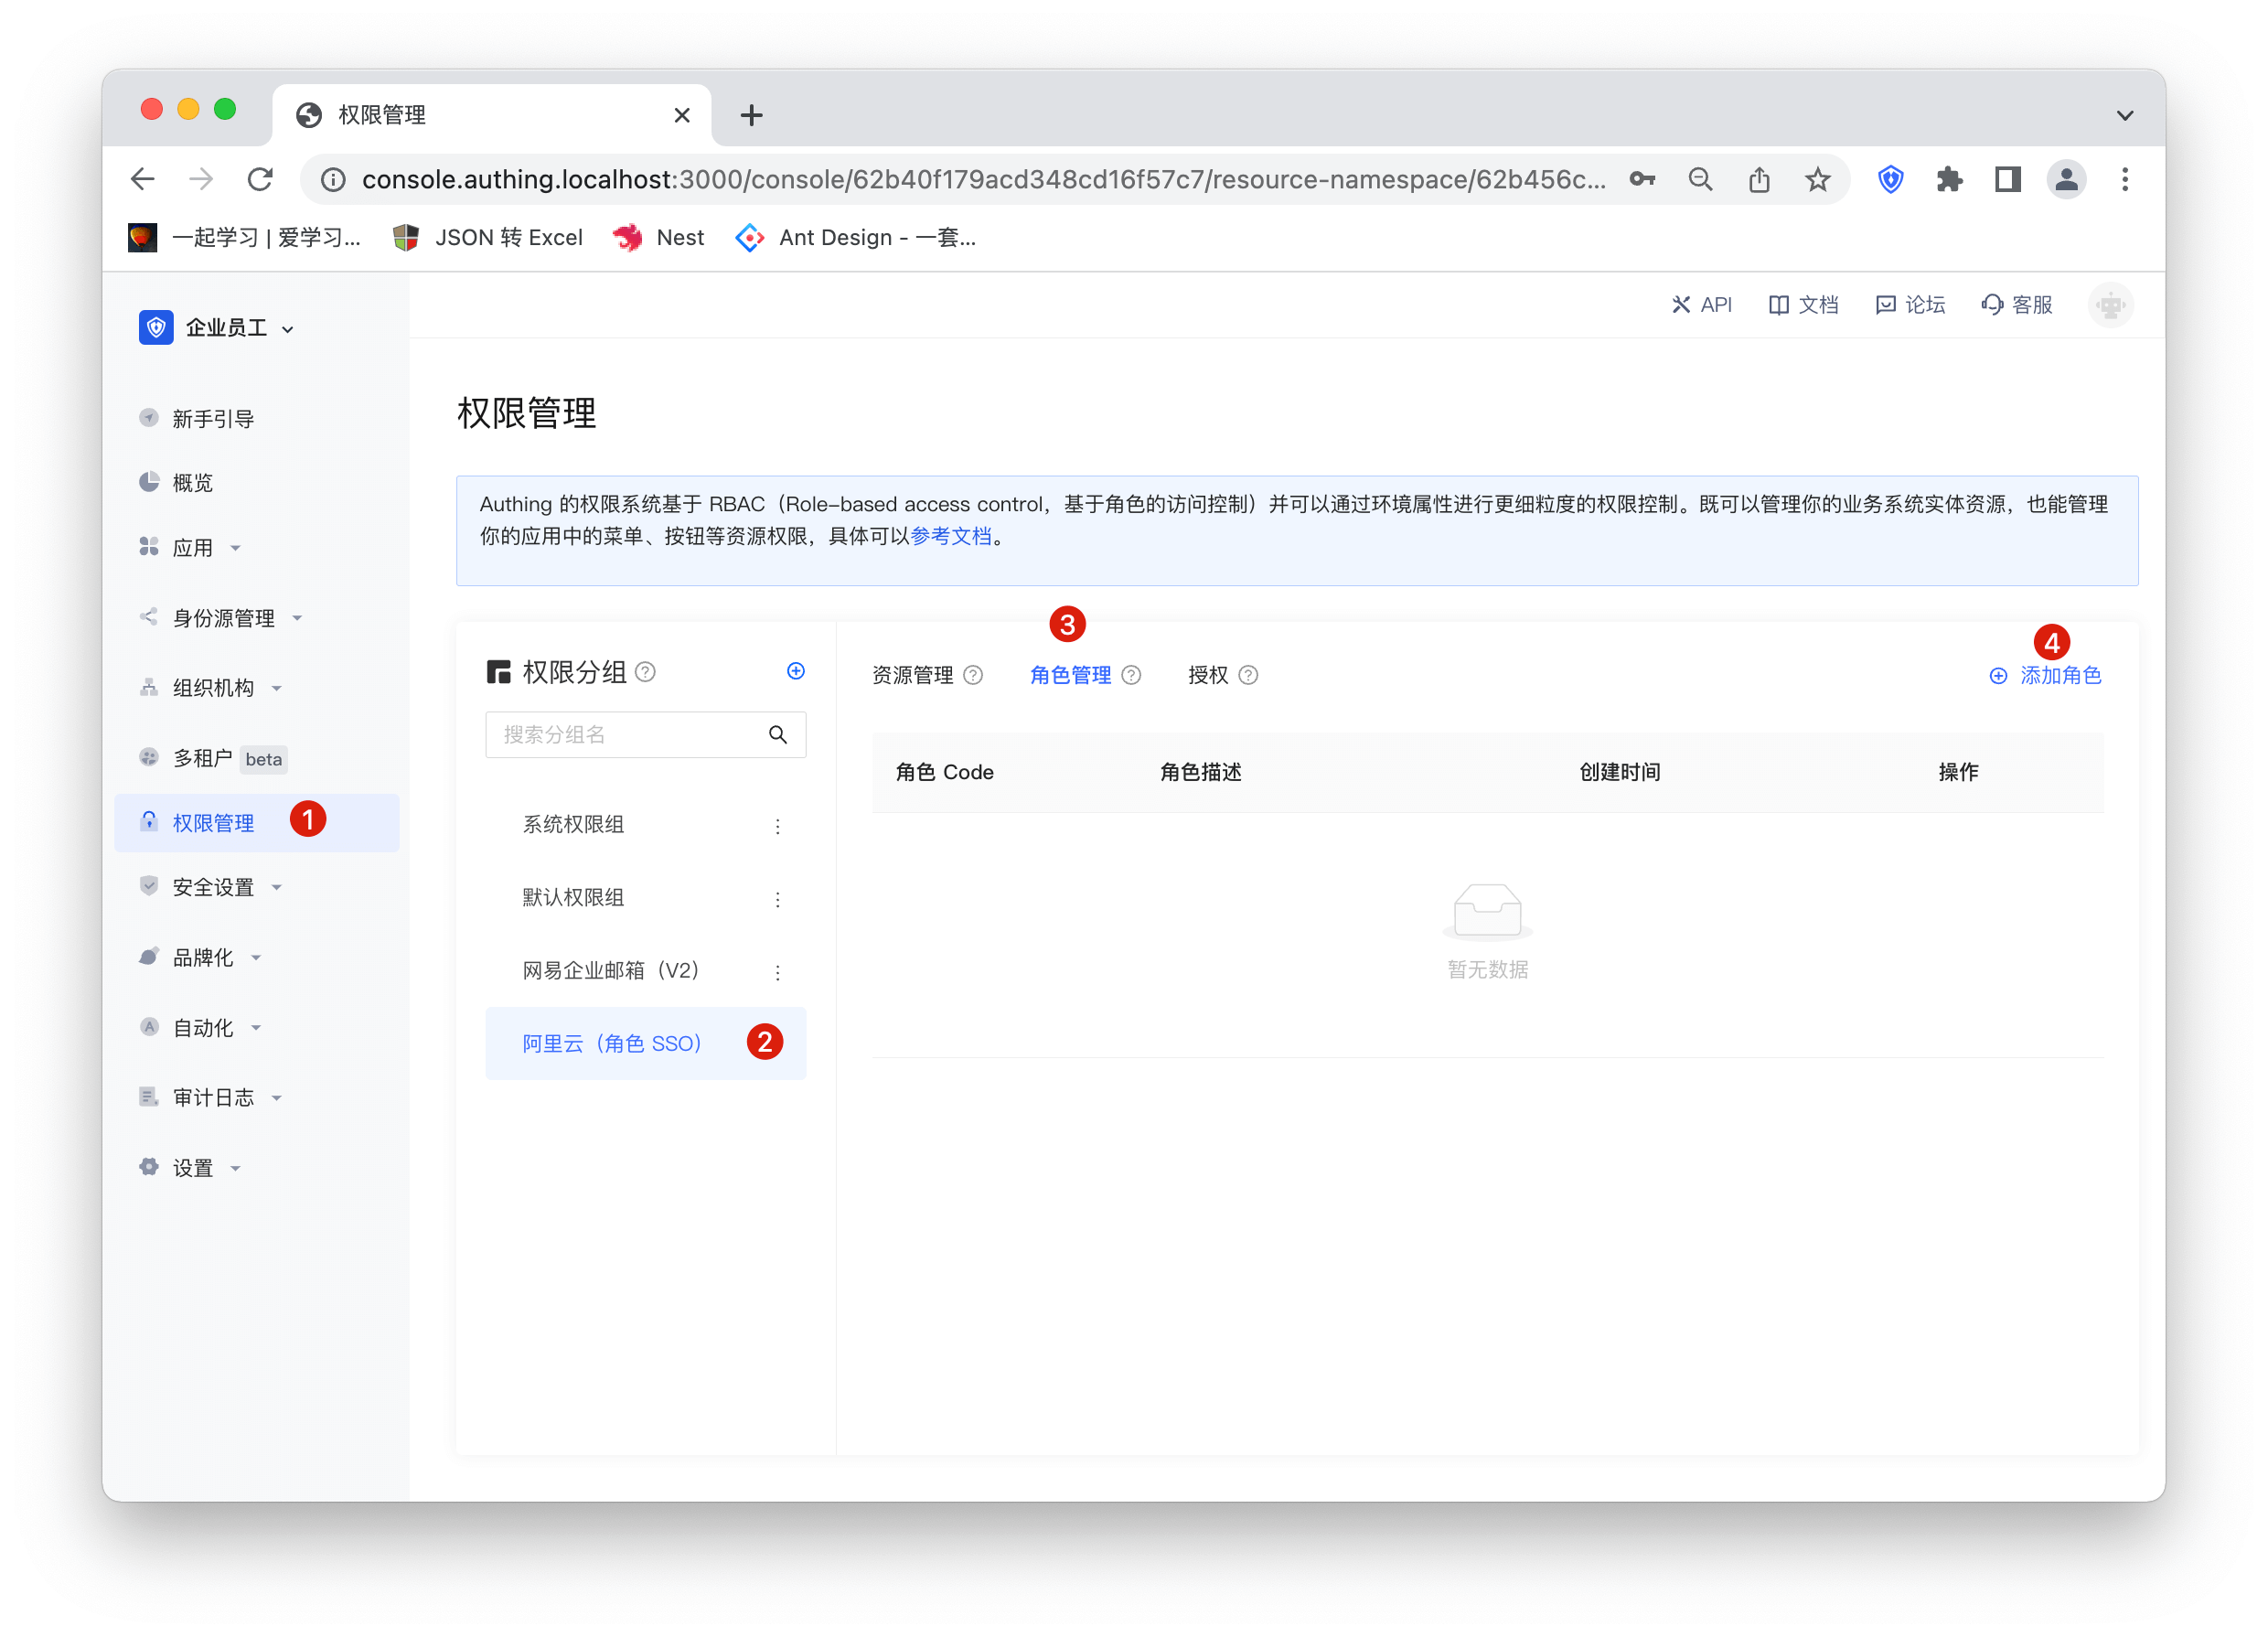 权限管理
console.authing.localhost:3000/console/62b40f179acd348cd16f57c7/resource-namespace/62b456c...
一起学习 | 爱学习...
JSON 转 Excel
Nest
Ant Design - 一套...
企业员工
API
文档
论坛
客服
新手引导
概览
应用
身份源管理
组织机构
多租户 beta
权限管理 1
安全设置
品牌化
自动化
审计日志
设置
权限管理
Authing 的权限系统基于 RBAC（Role-based access control，基于角色的访问控制）并可以通过环境属性进行更细粒度的权限控制。既可以管理你的业务系统实体资源，也能管理
你的应用中的菜单、按钮等资源权限，具体可以参考文档。
权限分组
搜索分组名
系统权限组
默认权限组
网易企业邮箱（V2）
阿里云（角色 SSO） 2
3
4
资源管理
角色管理
授权
添加角色
角色 Code
角色描述
创建时间
操作
暂无数据